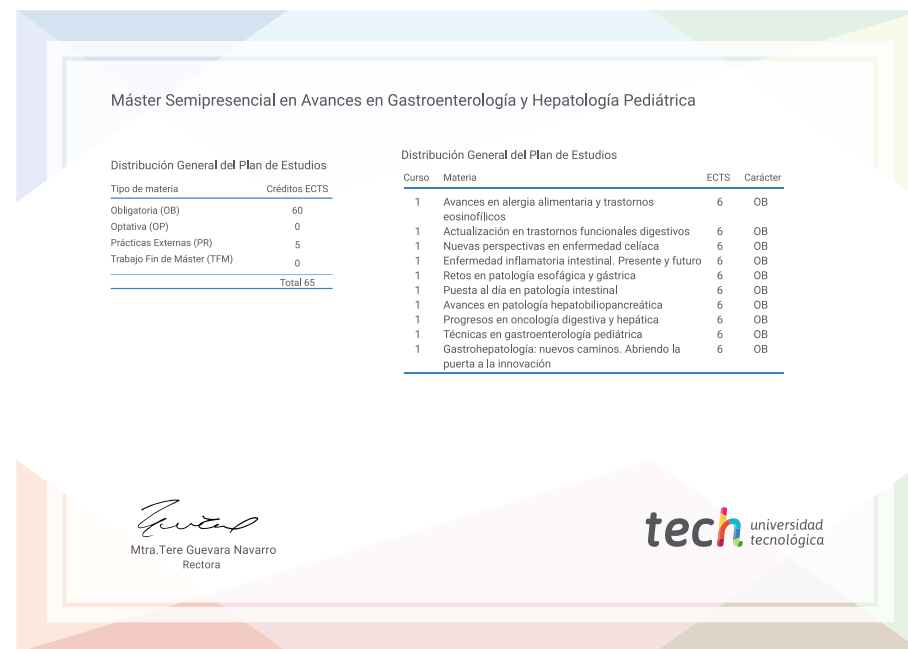 Máster Semipresencial en Avances en Gastroenterología y Hepatología Pediátrica
Distribución General del Plan de Estudios
Tipo de materia Créditos ECTS
Obligatoria (OB) 60
Optativa (OP) 0
Prácticas Externas (PR) 5
Trabajo Fin de Máster (TFM) 0
Total 65
Distribución General del Plan de Estudios
Curso Materia ECTS Carácter
1 Avances en alergia alimentaria y trastornos 6 OB
eosinofílicos
1 Actualización en trastornos funcionales digestivos 6 OB
1 Nuevas perspectivas en enfermedad celíaca 6 OB
1 Enfermedad inflamatoria intestinal. Presente y futuro 6 OB
1 Retos en patología esofágica y gástrica 6 OB
1 Puesta al día en patología intestinal 6 OB
1 Avances en patología hepatobiliopancreática 6 OB
1 Progresos en oncología digestiva y hepática 6 OB
1 Técnicas en gastroenterología pediátrica 6 OB
1 Gastrohepatología: nuevos caminos. Abriendo la 6 OB
puerta a la innovación
Mtra.Tere Guevara Navarro
Rectora
tech universidad
tecnológica